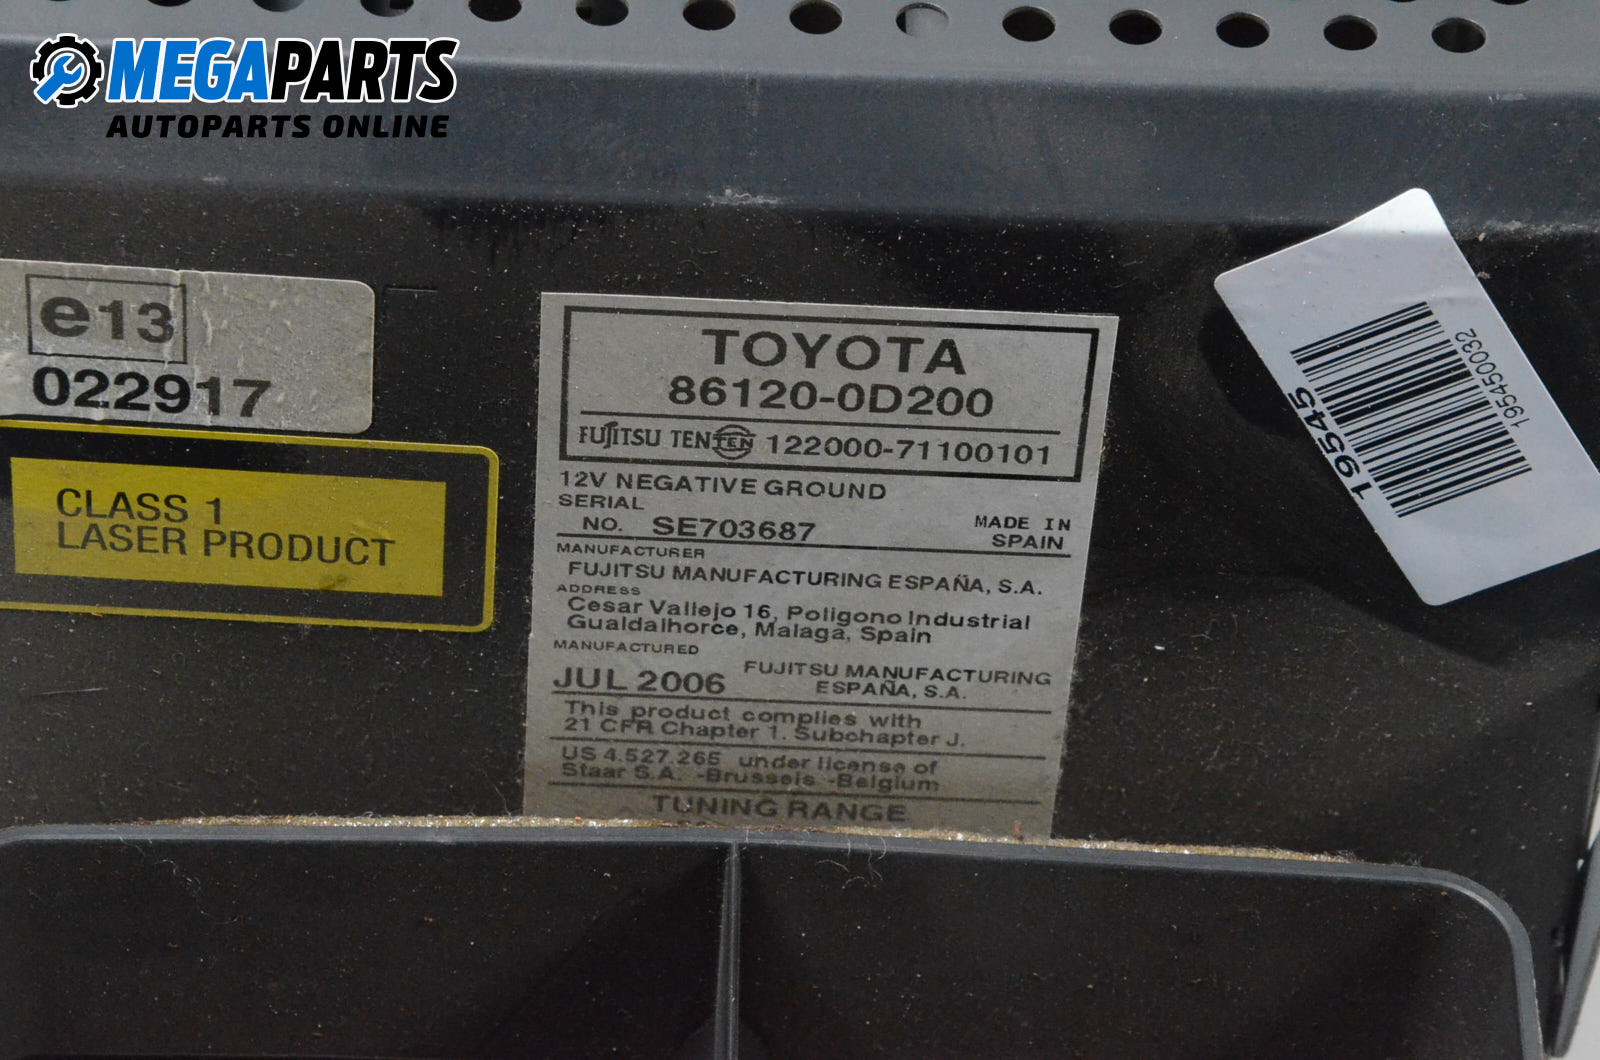 MEGAPARTS
AUTOPARTS ONLINE
e13
022917
CLASS 1
LASER PRODUCT
TOYOTA
86120-0D200
FUJITSU TEN TEN 122000-71100101
12V NEGATIVE GROUND
SERIAL
NO. SE703687
MADE IN
SPAIN
MANUFACTURER
FUJITSU MANUFACTURING ESPAÑA, S.A.
ADDRESS
Cesar Vallejo 16, Poligono Industrial
Gualdalhorce, Malaga, Spain
MANUFACTURED
JUL 2006
FUJITSU MANUFACTURING
ESPAÑA, S.A.
This product complies with
21 CFR Chapter 1. Subchapter J.
US 4.527.265 under license of
Staar S.A. -Brussels -Belgium
TUNING RANGE
195451
19545
195450032